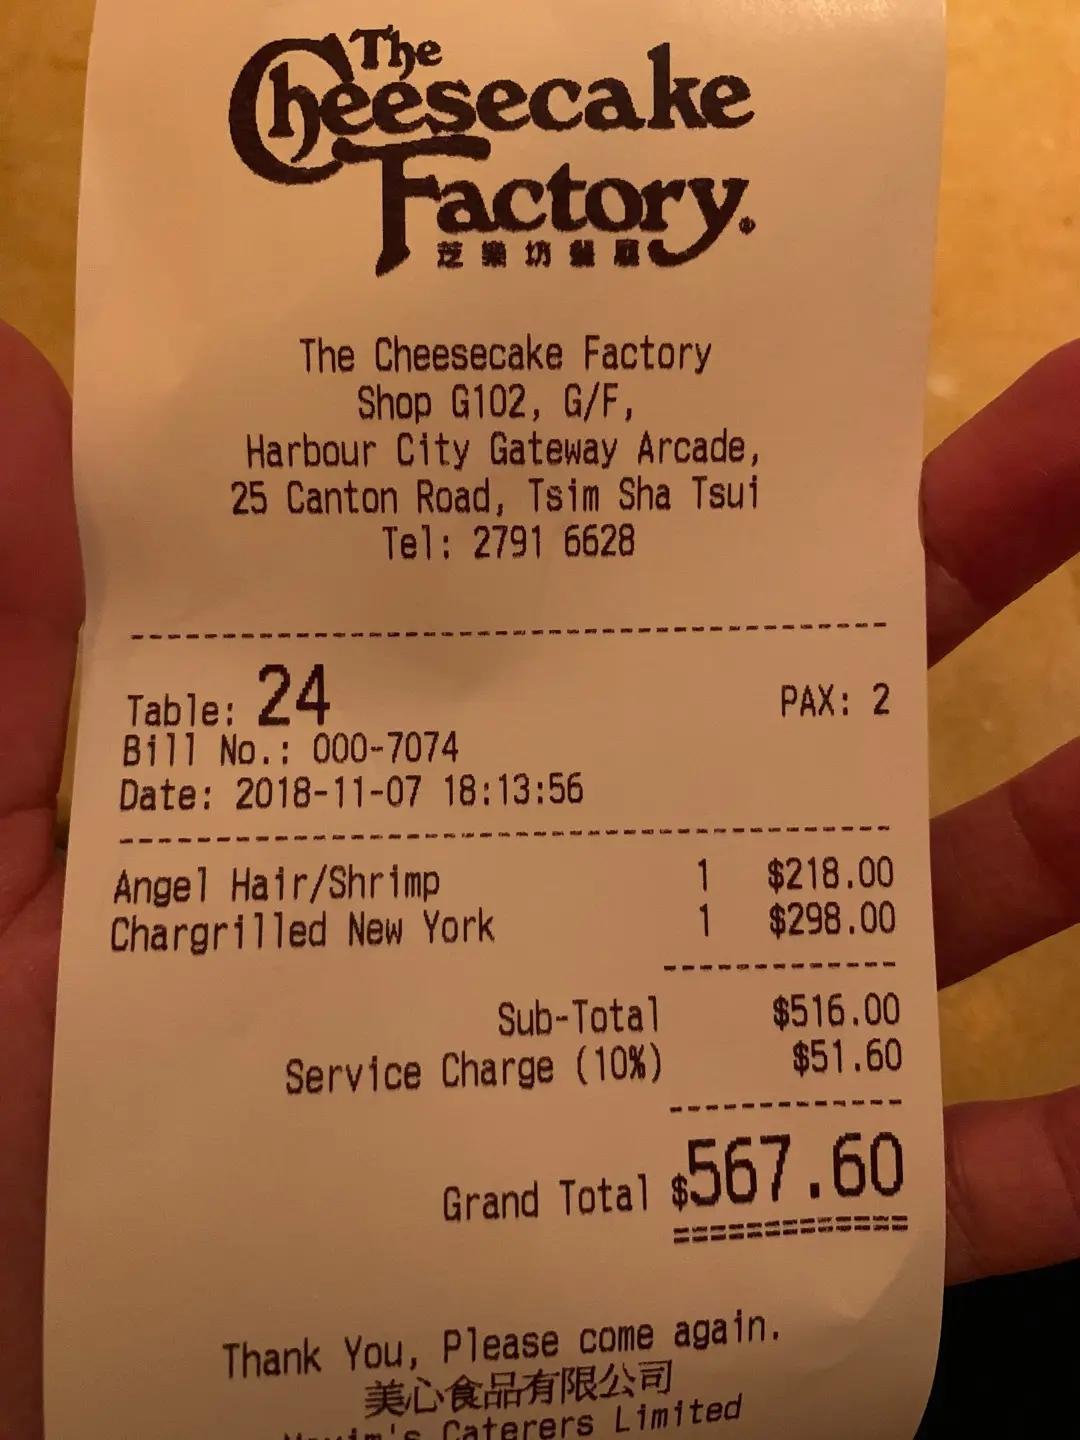 The
Cheesecake
Factory®
芝樂坊餐廳
The Cheesecake Factory
Shop G102, G/F,
Harbour City Gateway Arcade,
25 Canton Road, Tsim Sha Tsui
Tel: 2791 6628
Table: 24 PAX: 2
Bill No.: 000-7074
Date: 2018-11-07 18:13:56
Angel Hair/Shrimp 1 $218.00
Chargrilled New York 1 $298.00
Sub-Total $516.00
Service Charge (10%) $51.60
Grand Total $567.60
Thank You, Please come again.
美心食品有限公司
Maxim's Caterers Limited